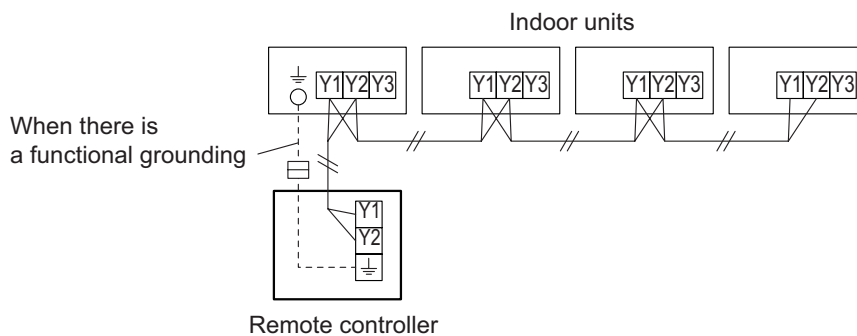 Indoor units
Y1 Y2 Y3 Y1 Y2 Y3 Y1 Y2 Y3 Y1 Y2 Y3
When there is
a functional grounding
Y1
Y2
Remote controller